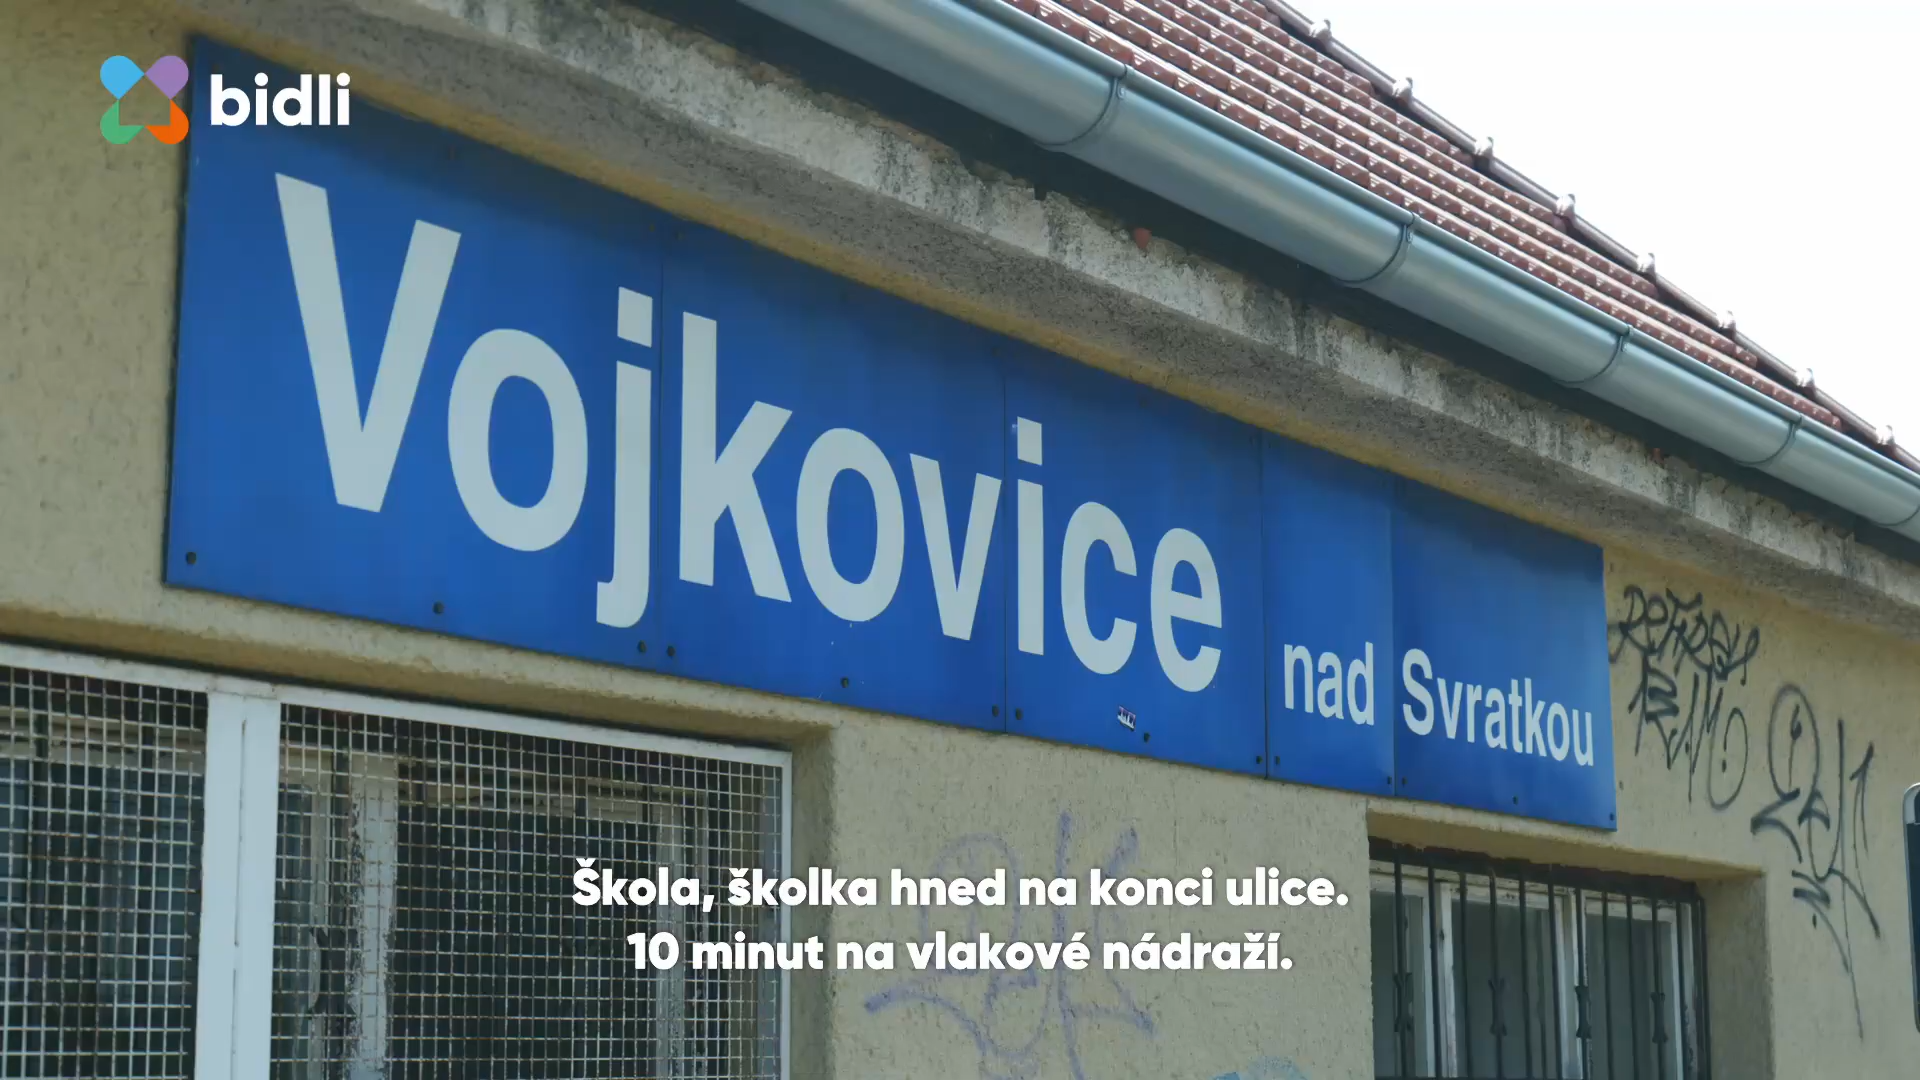 bidli
Vojkovice nad Svratkou
Škola, školka hned na konci ulice.
10 minut na vlakové nádraží.